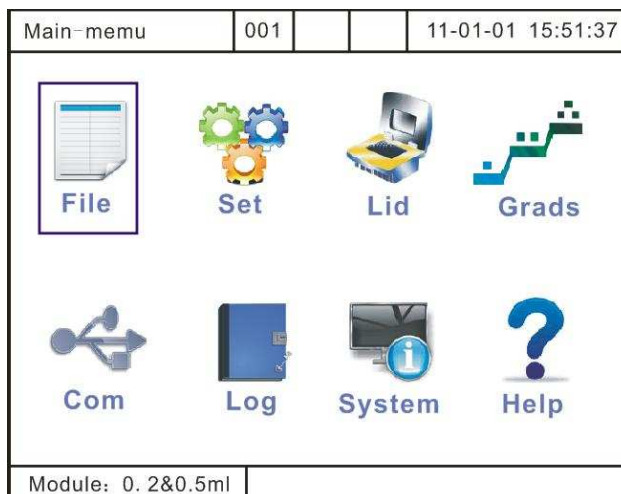 Main-memu 001 11-01-01 15:51:37
File Set Lid Grads
Com Log System Help
Module: 0.2&0.5ml